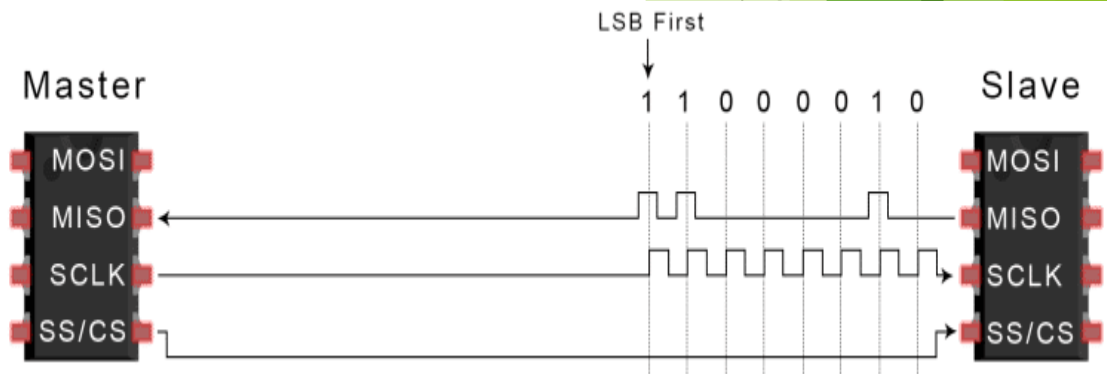 LSB First
Master
1 1 0 0 0 0 1 0
Slave
MOSI
MISO
SCLK
SS/CS
MOSI
MISO
SCLK
SS/CS